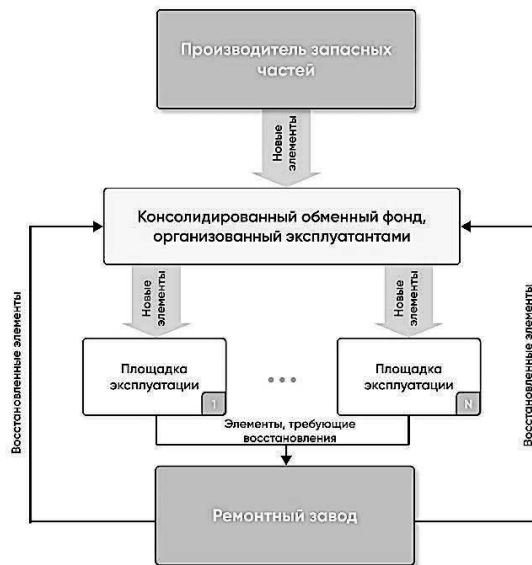 Производитель запасных
частей
Новые
элементы
Консолидированный обменный фонд,
организованный эксплуатантами
Новые
элементы
Новые
элементы
Восстановленные элементы
Восстановленные элементы
Площадка
эксплуатации
1
...
Площадка
эксплуатации
N
Элементы, требующие
восстановления
Ремонтный завод